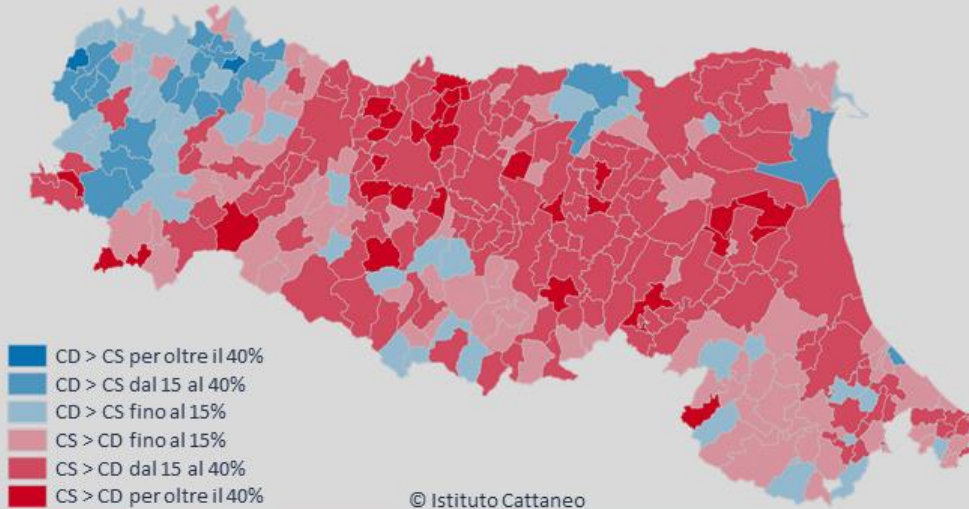 CD > CS per oltre il 40%
CD > CS dal 15 al 40%
CD > CS fino al 15%
CS > CD fino al 15%
CS > CD dal 15 al 40%
CS > CD per oltre il 40%
© Istituto Cattaneo